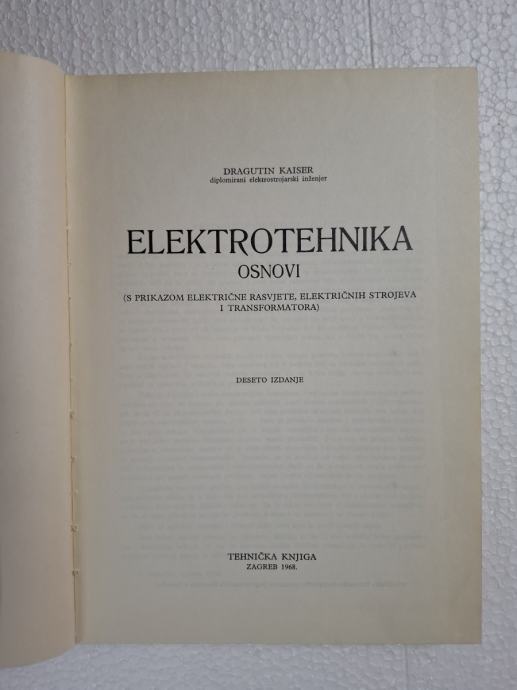 DRAGUTIN KAISER
diplomirani elektrostrojarski inženjer
ELEKTROTEHNIKA
OSNOVI
(S PRIKAZOM ELEKTRIČNE RASVJETE, ELEKTRIČNIH STROJEVA
I TRANSFORMATORA)
DESETO IZDANJE
TEHNIČKA KNJIGA
ZAGREB 1968.